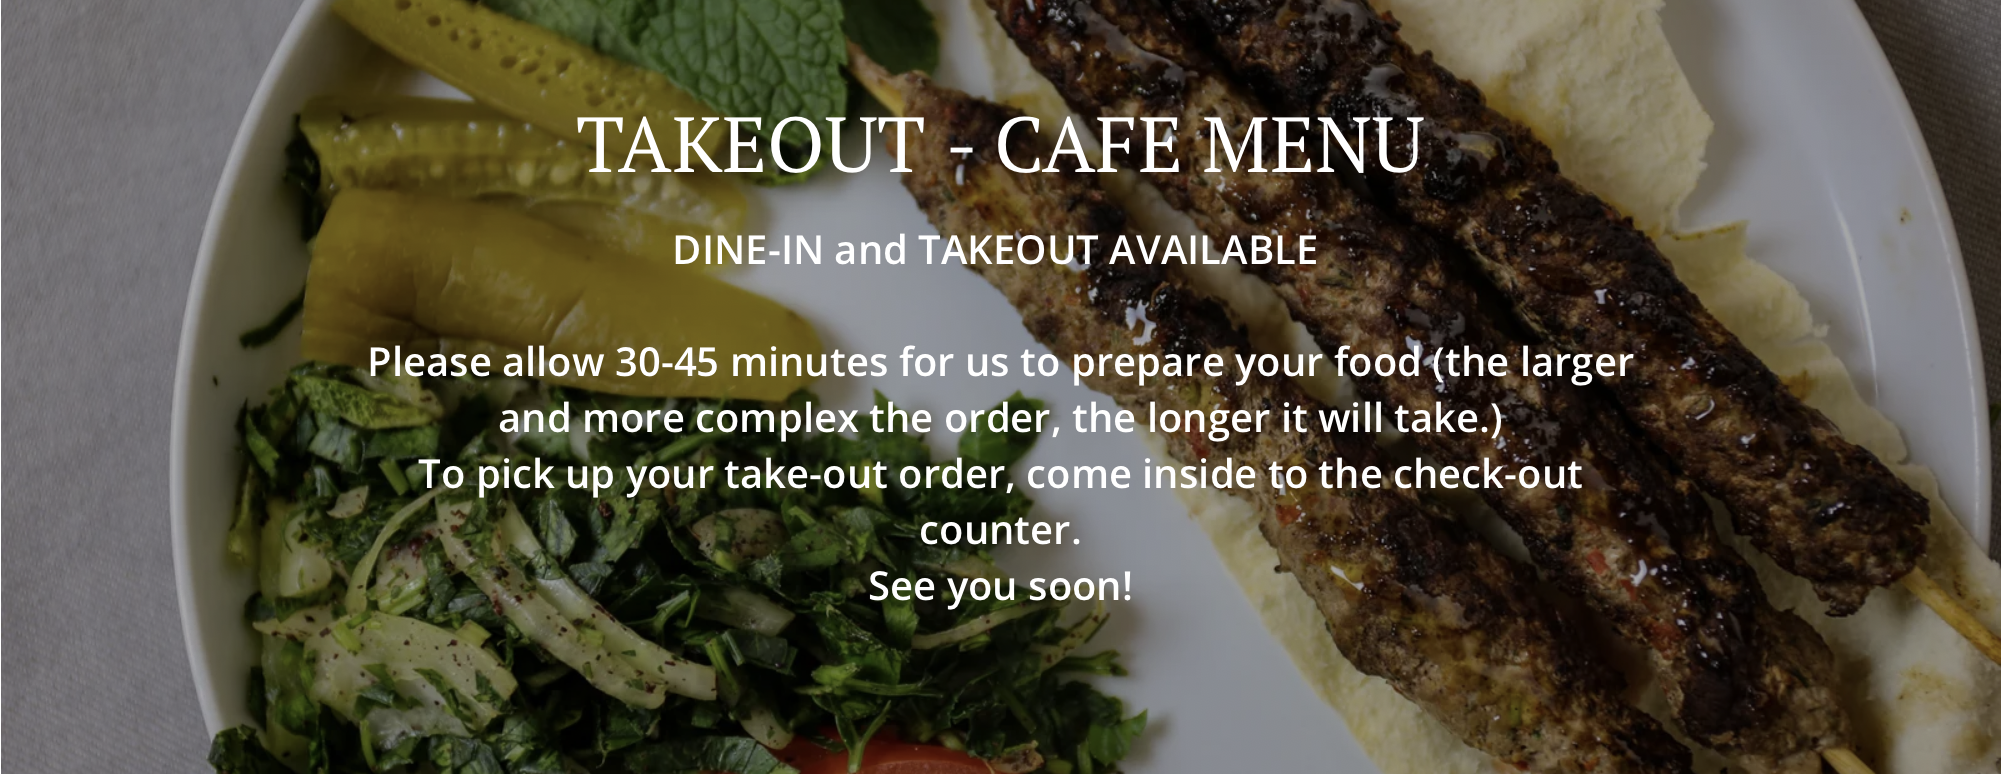 TAKEOUT - CAFE MENU
DINE-IN and TAKEOUT AVAILABLE
Please allow 30-45 minutes for us to prepare your food (the larger
and more complex the order, the longer it will take.)
To pick up your take-out order, come inside to the check-out
counter.
See you soon!